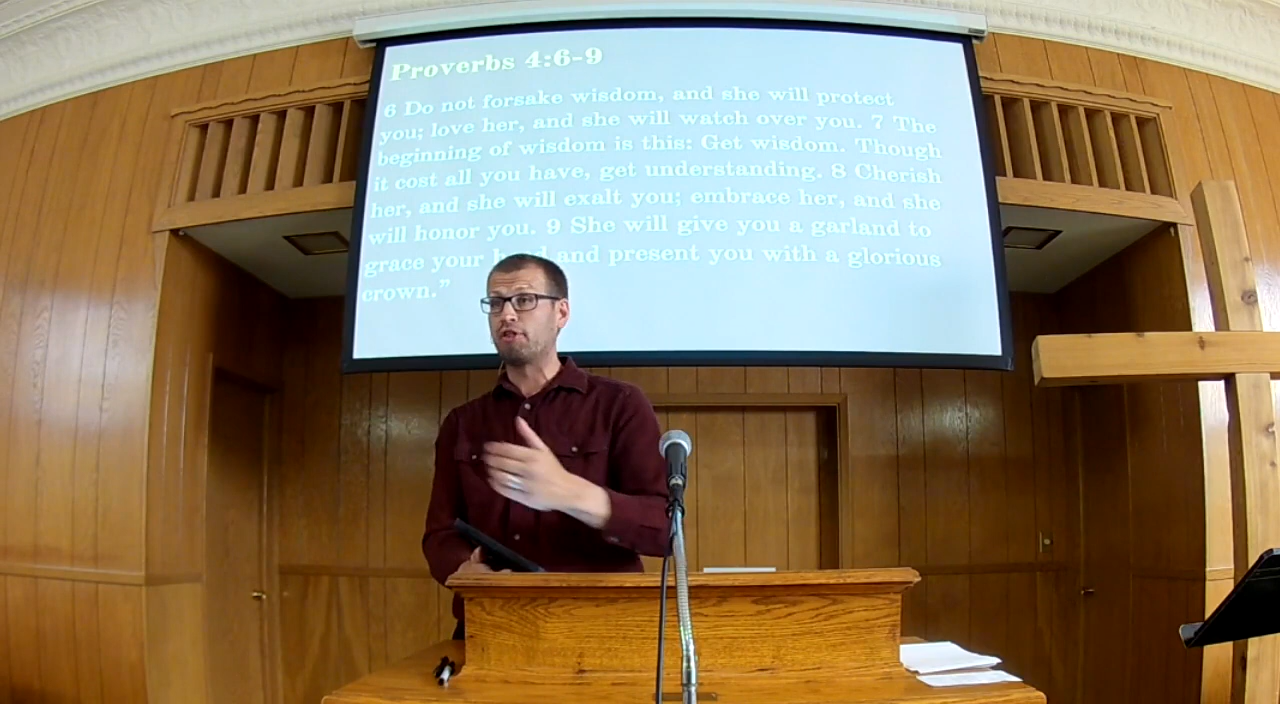 Proverbs 4:6-9
6 Do not forsake wisdom, and she will protect
you; love her, and she will watch over you. 7 The
beginning of wisdom is this: Get wisdom. Though
it cost all you have, get understanding. 8 Cherish
her, and she will exalt you; embrace her, and she
will honor you. 9 She will give you a garland to
grace your and present you with a glorious
crown.”